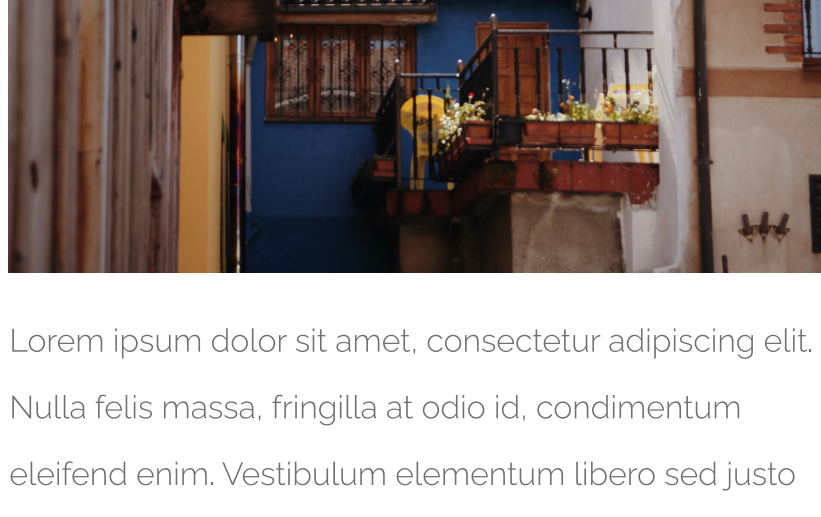 Lorem ipsum dolor sit amet, consectetur adipiscing elit.
Nulla felis massa, fringilla at odio id, condimentum
eleifend enim. Vestibulum elementum libero sed justo